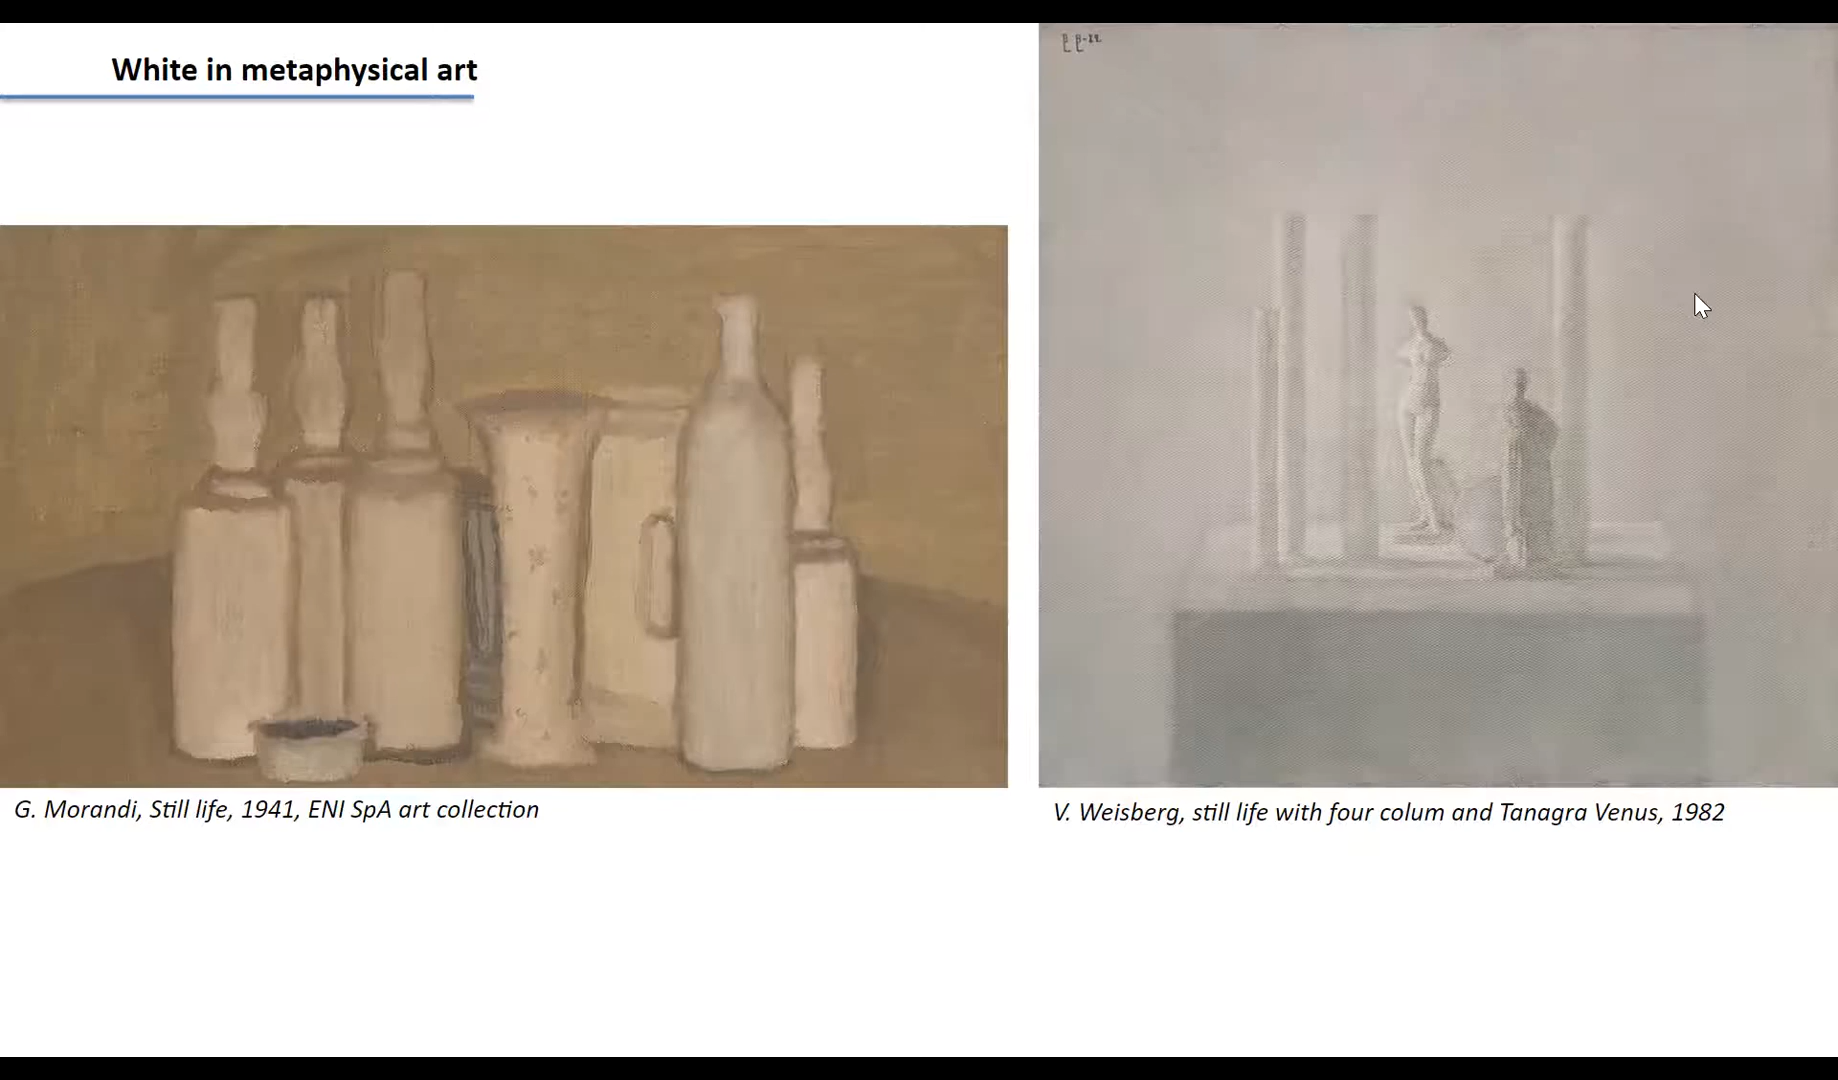 White in metaphysical art
G. Morandi, Still life, 1941, ENI SpA art collection
V. Weisberg, still life with four colum and Tanagra Venus, 1982